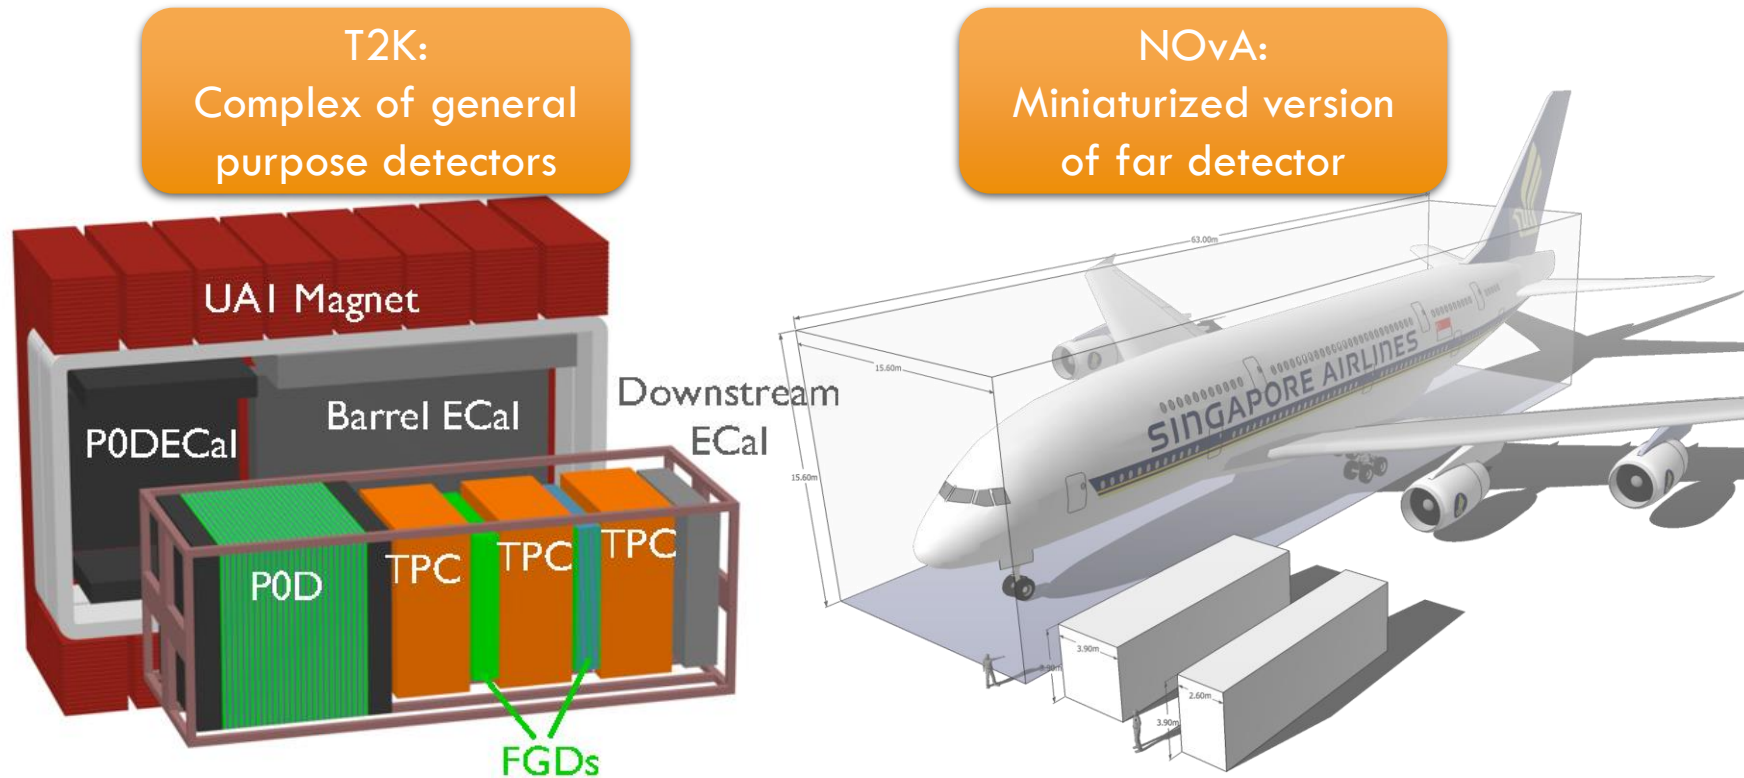 T2K:
Complex of general
purpose detectors
NOvA:
Miniaturized version
of far detector
UA1 Magnet
Downstream
ECal
Barrel ECal
P0DECal
P0D
TPC
TPC
TPC
FGDs
63.00m
15.60m
15.60m
SINGAPORE AIRLINES
3.90m
3.90m
2.60m
3.90m